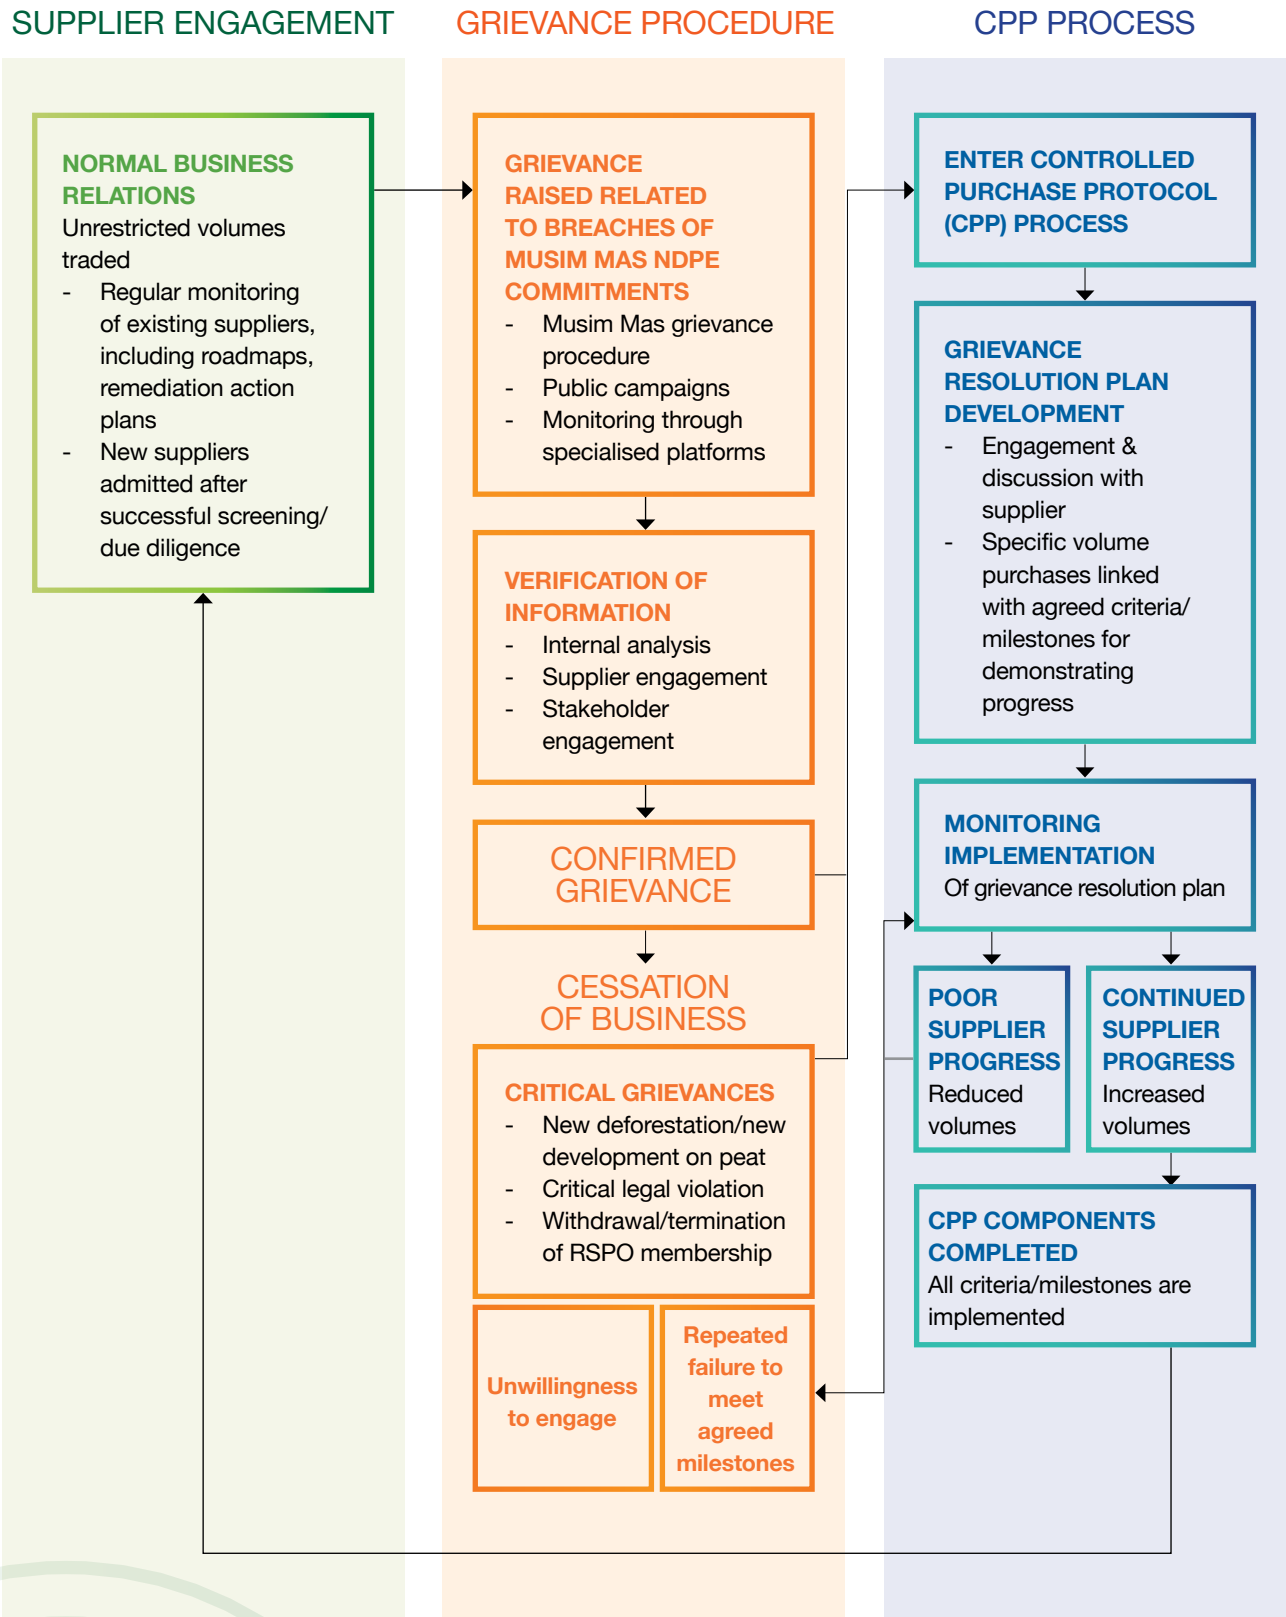 SUPPLIER ENGAGEMENT
NORMAL BUSINESS
RELATIONS
Unrestricted volumes
traded
- Regular monitoring
of existing suppliers,
including roadmaps,
remediation action
plans
- New suppliers
admitted after
successful screening/
due diligence
GRIEVANCE PROCEDURE
GRIEVANCE
RAISED RELATED
TO BREACHES OF
MUSIM MAS NDPE
COMMITMENTS
- Musim Mas grievance
procedure
- Public campaigns
- Monitoring through
specialised platforms
VERIFICATION OF
INFORMATION
- Internal analysis
- Supplier engagement
- Stakeholder
engagement
CONFIRMED
GRIEVANCE
CESSATION
OF BUSINESS
CRITICAL GRIEVANCES
- New deforestation/new
development on peat
- Critical legal violation
- Withdrawal/termination
of RSPO membership
Unwillingness
to engage
Repeated
failure to
meet
agreed
milestones
CPP PROCESS
ENTER CONTROLLED
PURCHASE PROTOCOL
(CPP) PROCESS
GRIEVANCE
RESOLUTION PLAN
DEVELOPMENT
- Engagement &
discussion with
supplier
- Specific volume
purchases linked
with agreed criteria/
milestones for
demonstrating
progress
MONITORING
IMPLEMENTATION
Of grievance resolution plan
POOR
SUPPLIER
PROGRESS
Reduced
volumes
CONTINUED
SUPPLIER
PROGRESS
Increased
volumes
CPP COMPONENTS
COMPLETED
All criteria/milestones are
implemented